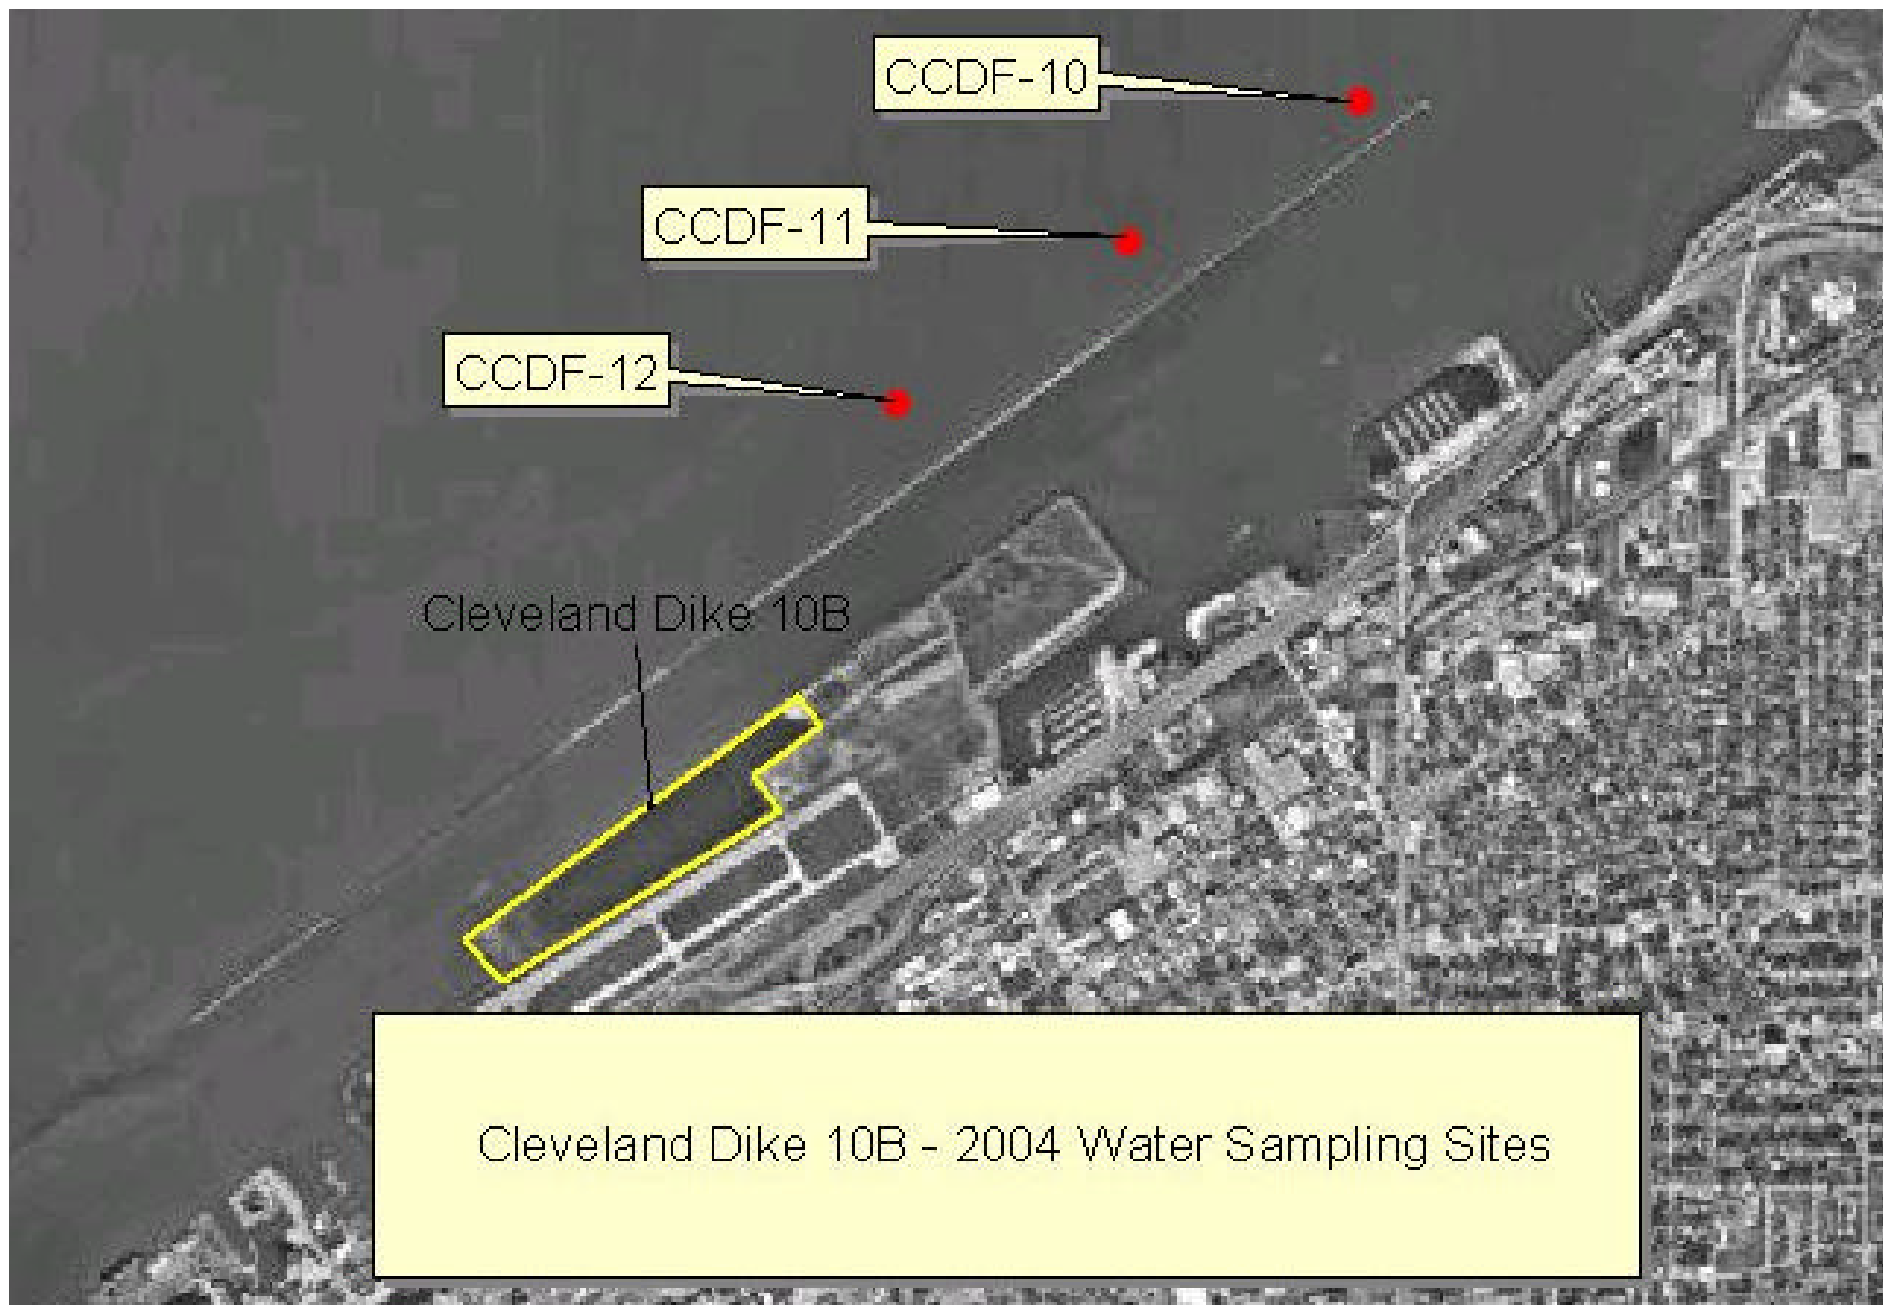 CCDF-10
CCDF-11
CCDF-12
Cleveland Dike 10B
Cleveland Dike 10B - 2004 Water Sampling Sites